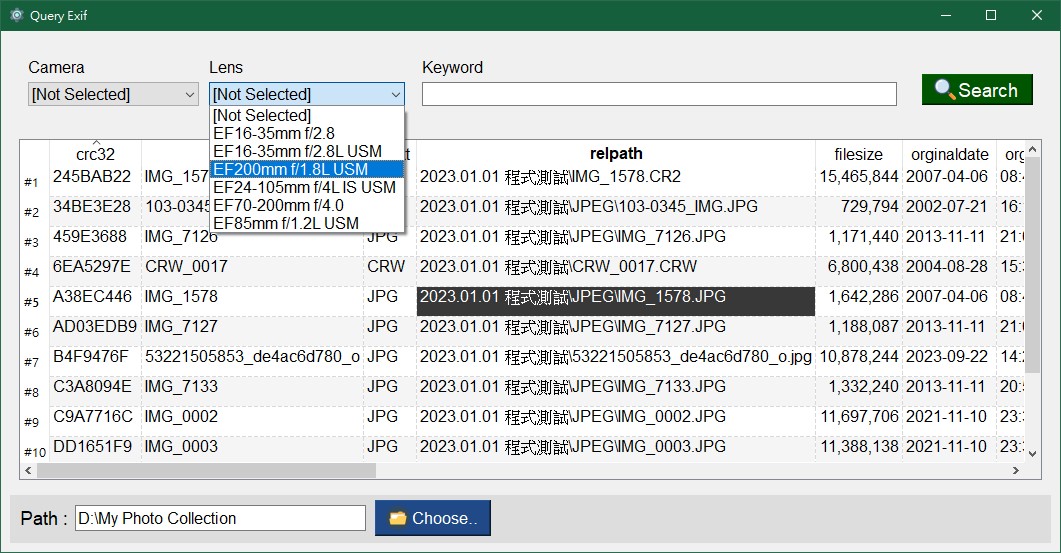 Query Exif
Camera Lens Keyword
[Not Selected] [Not Selected] Search
[Not Selected]
EF16-35mm f/2.8
EF16-35mm f/2.8L USM
EF200mm f/1.8L USM
EF24-105mm f/4L IS USM
EF70-200mm f/4.0
EF85mm f/1.2L USM
crc32 t relpath filesize orginaldate org
#1 245BAB22 IMG_157 2023.01.01 程式測試\IMG_1578.CR2 15,465,844 2007-04-06 08:4
#2 34BE3E28 103-0345 2023.01.01 程式測試\JPEG\103-0345_IMG.JPG 729,794 2002-07-21 16:
#3 459E3688 IMG_7126 JPG 2023.01.01 程式測試\JPEG\IMG_7126.JPG 1,171,440 2013-11-11 21:
#4 6EA5297E CRW_0017 CRW 2023.01.01 程式測試\CRW_0017.CRW 6,800,438 2004-08-28 15:
#5 A38EC446 IMG_1578 JPG 2023.01.01 程式測試\JPEG\IMG_1578.JPG 1,642,286 2007-04-06 08:4
#6 AD03EDB9 IMG_7127 JPG 2023.01.01 程式測試\JPEG\IMG_7127.JPG 1,188,087 2013-11-11 21:
#7 B4F9476F 53221505853_de4ac6d780_o JPG 2023.01.01 程式測試\53221505853_de4ac6d780_o.jpg 10,878,244 2023-09-22 14:2
#8 C3A8094E IMG_7133 JPG 2023.01.01 程式測試\JPEG\IMG_7133.JPG 1,332,240 2013-11-11 20:
#9 C9A7716C IMG_0002 JPG 2023.01.01 程式測試\JPEG\IMG_0002.JPG 11,697,706 2021-11-10 23:
#10 DD1651F9 IMG_0003 JPG 2023.01.01 程式測試\JPEG\IMG_0003.JPG 11,388,138 2021-11-10 23:
Path : D:\My Photo Collection Choose..